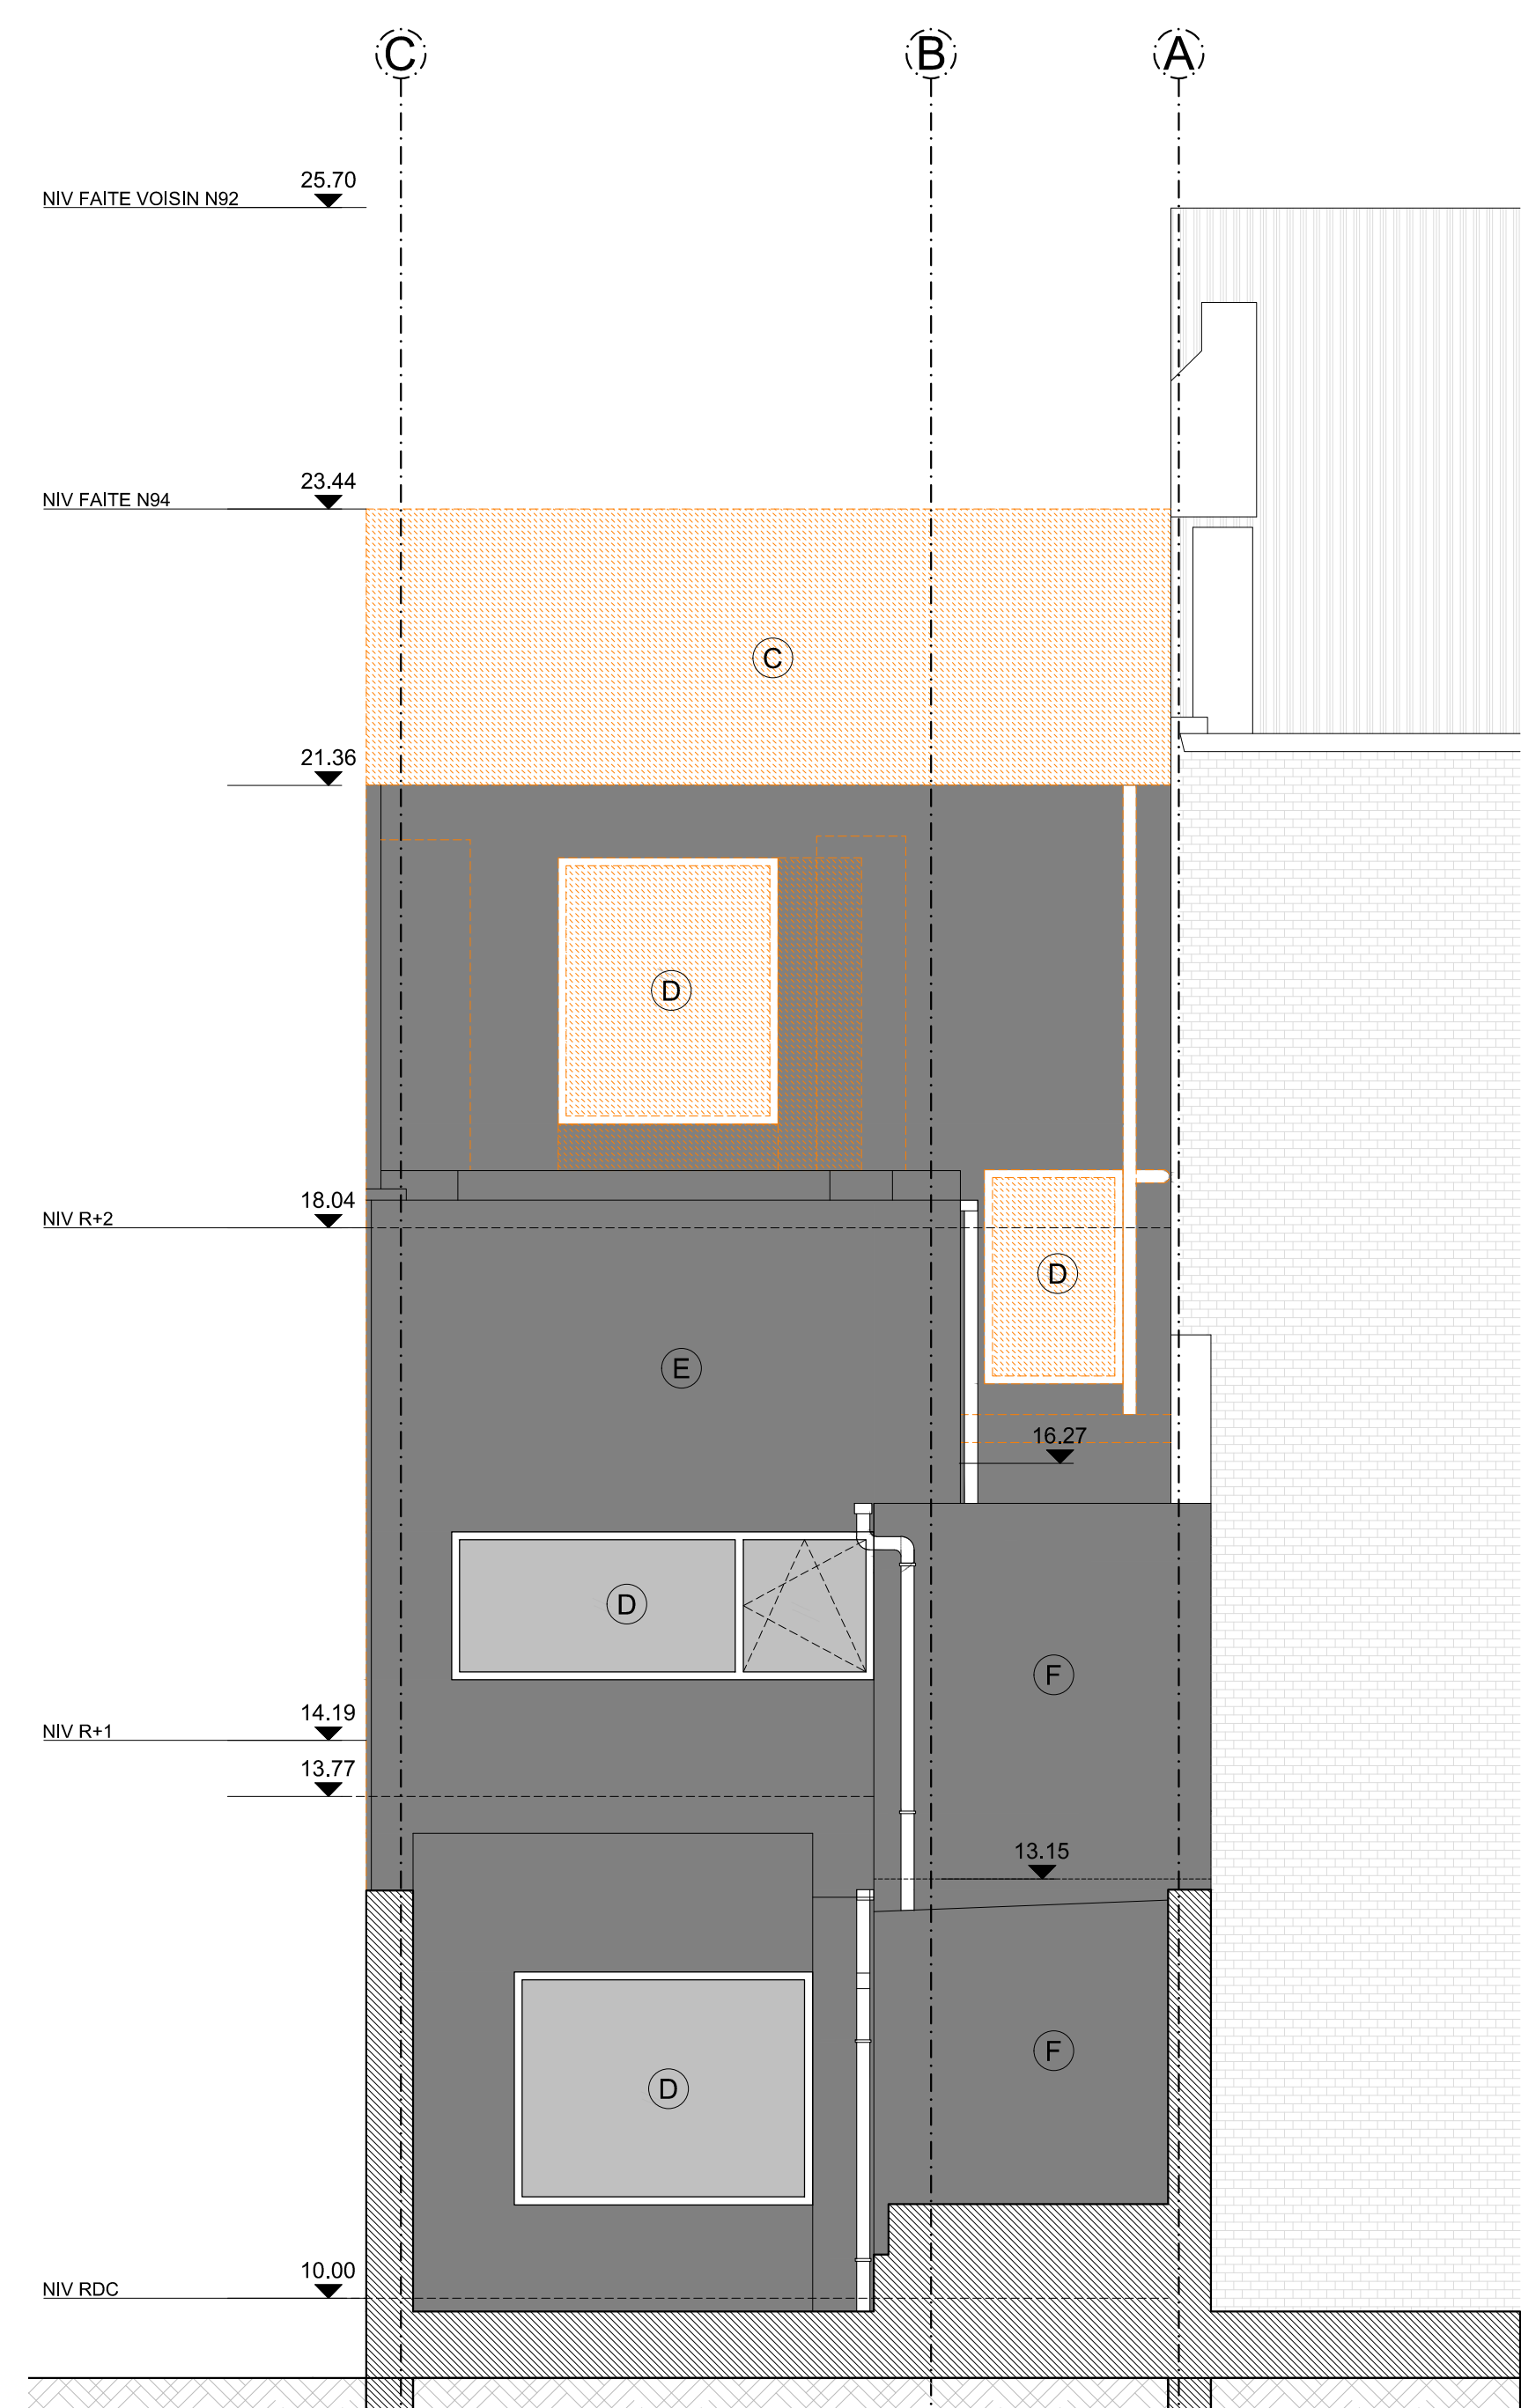 C B A
25.70
NIV FAITE VOISIN N92
23.44
NIV FAITE N94
C
21.36
D
18.04
NIV R+2
D
E
16.27
D
F
14.19
NIV R+1
13.77
13.15
F
D
10.00
NIV RDC